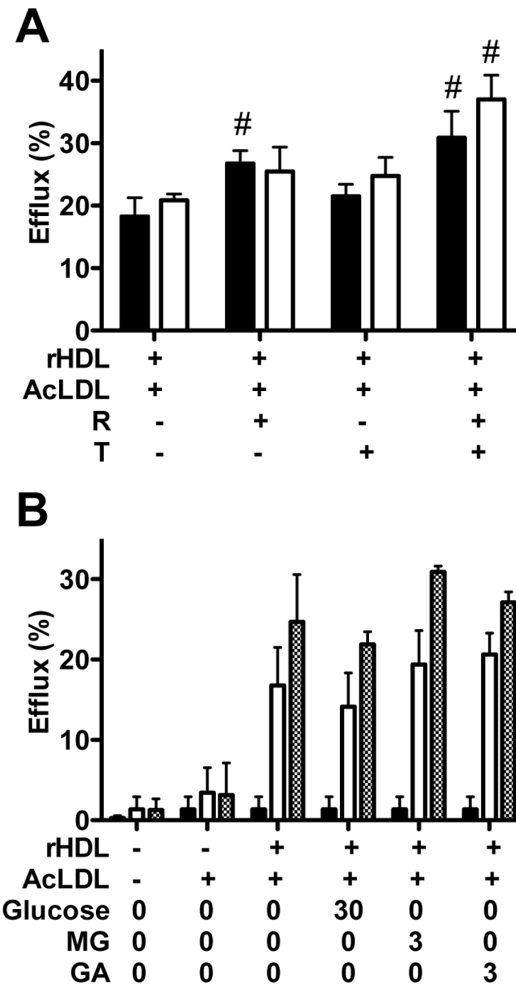 A
Efflux (%)
40
30
20
10
0
# # #
rHDL + + + +
AcLDL + + + +
R - + - +
T - - + +
B
Efflux (%)
30
20
10
0
rHDL - - + + + +
AcLDL - + + + + +
Glucose 0 0 0 30 0 0
MG 0 0 0 0 3 0
GA 0 0 0 0 0 3